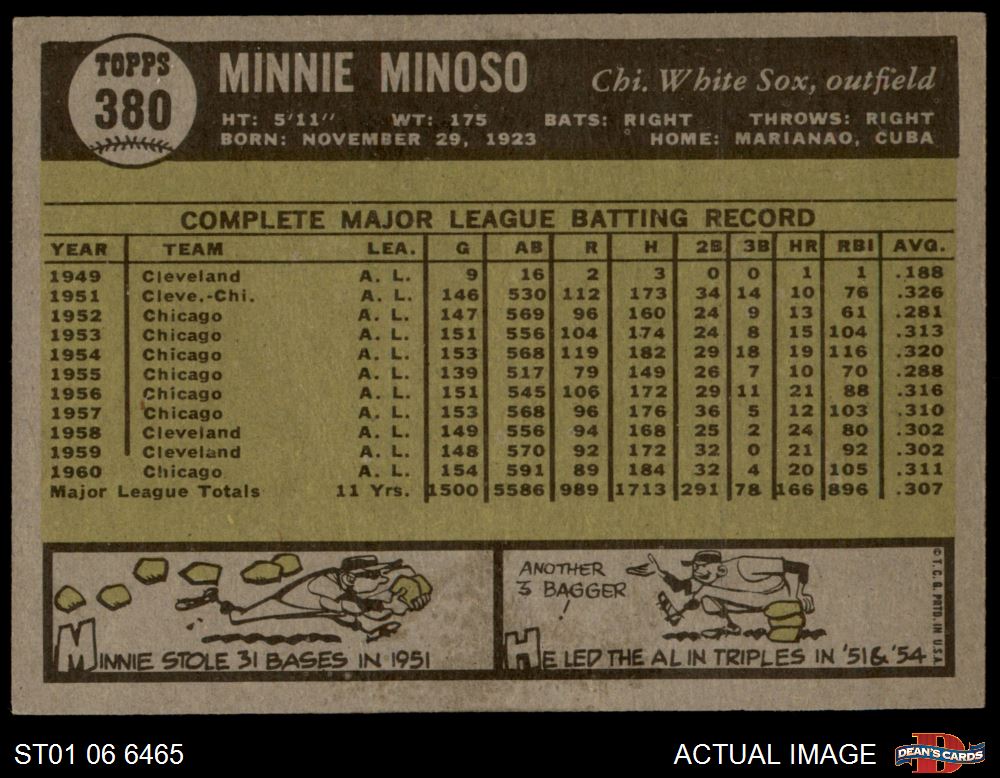 TOPPS
380
MINNIE MINOSO
Chi. White Sox, outfield
HT: 5'11" WT: 175 BATS: RIGHT THROWS: RIGHT
BORN: NOVEMBER 29, 1923 HOME: MARIANAO, CUBA
COMPLETE MAJOR LEAGUE BATTING RECORD
YEAR TEAM LEA. G AB R H 2B 3B HR RBI AVG.
1949 Cleveland A. L. 9 16 2 3 0 0 1 1 .188
1951 Cleve.-Chi. A. L. 146 530 112 173 34 14 10 76 .326
1952 Chicago A. L. 147 569 96 160 24 9 13 61 .281
1953 Chicago A. L. 151 556 104 174 24 8 15 104 .313
1954 Chicago A. L. 153 568 119 182 29 18 19 116 .320
1955 Chicago A. L. 139 517 79 149 26 7 10 70 .288
1956 Chicago A. L. 151 545 106 172 29 11 21 88 .316
1957 Chicago A. L. 153 568 96 176 36 5 12 103 .310
1958 Cleveland A. L. 149 556 94 168 25 2 24 80 .302
1959 Cleveland A. L. 148 570 92 172 32 0 21 92 .302
1960 Chicago A. L. 154 591 89 184 32 4 20 105 .311
Major League Totals 11 Yrs. 1500 5586 989 1713 291 78 166 896 .307
MINNIE STOLE 31 BASES IN 1951
ANOTHER
3 BAGGER
!
HE LED THE AL IN TRIPLES IN '51 & '54
© T. C. G. PRTD. IN U.S.A.
ST01 06 6465
ACTUAL IMAGE
D
DEAN'S CARDS